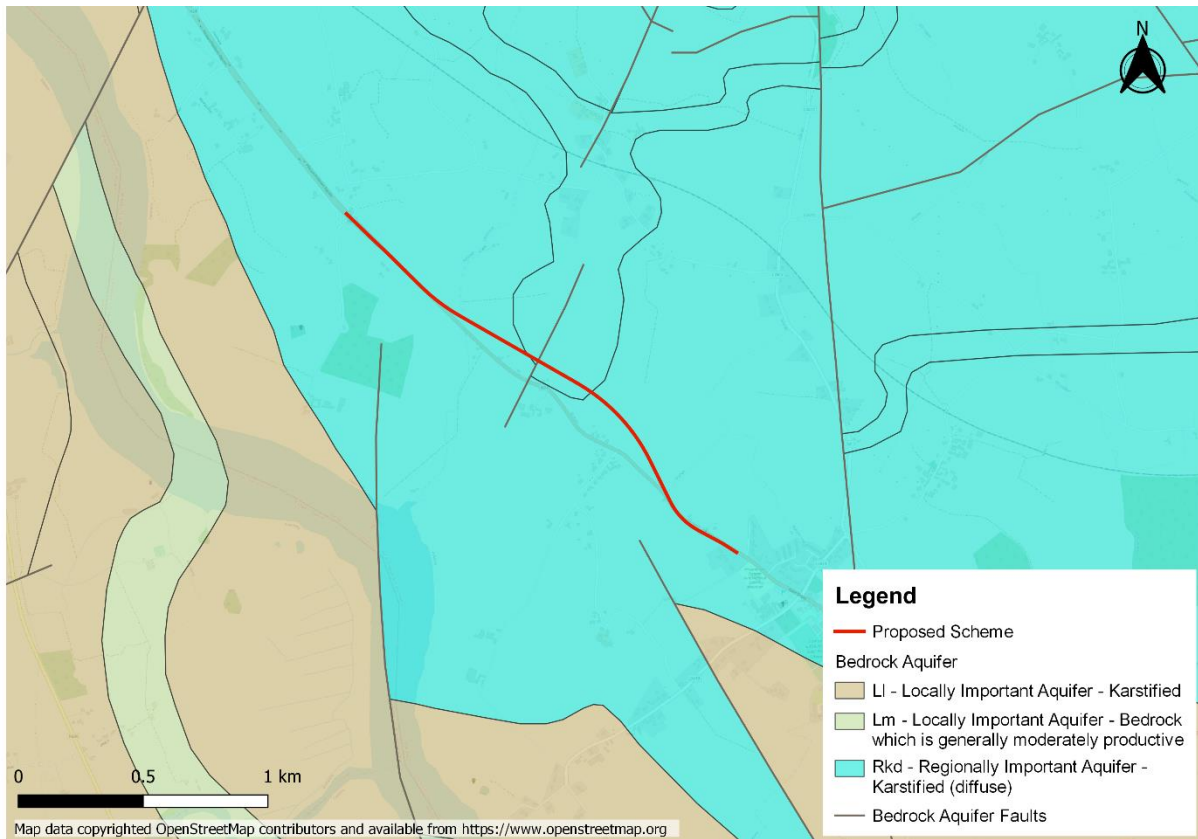 N
Legend
Proposed Scheme
Bedrock Aquifer
Ll - Locally Important Aquifer - Karstified
Lm - Locally Important Aquifer - Bedrock
which is generally moderately productive
Rkd - Regionally Important Aquifer -
Karstified (diffuse)
Bedrock Aquifer Faults
0 0.5 1 km
Map data copyrighted OpenStreetMap contributors and available from https://www.openstreetmap.org